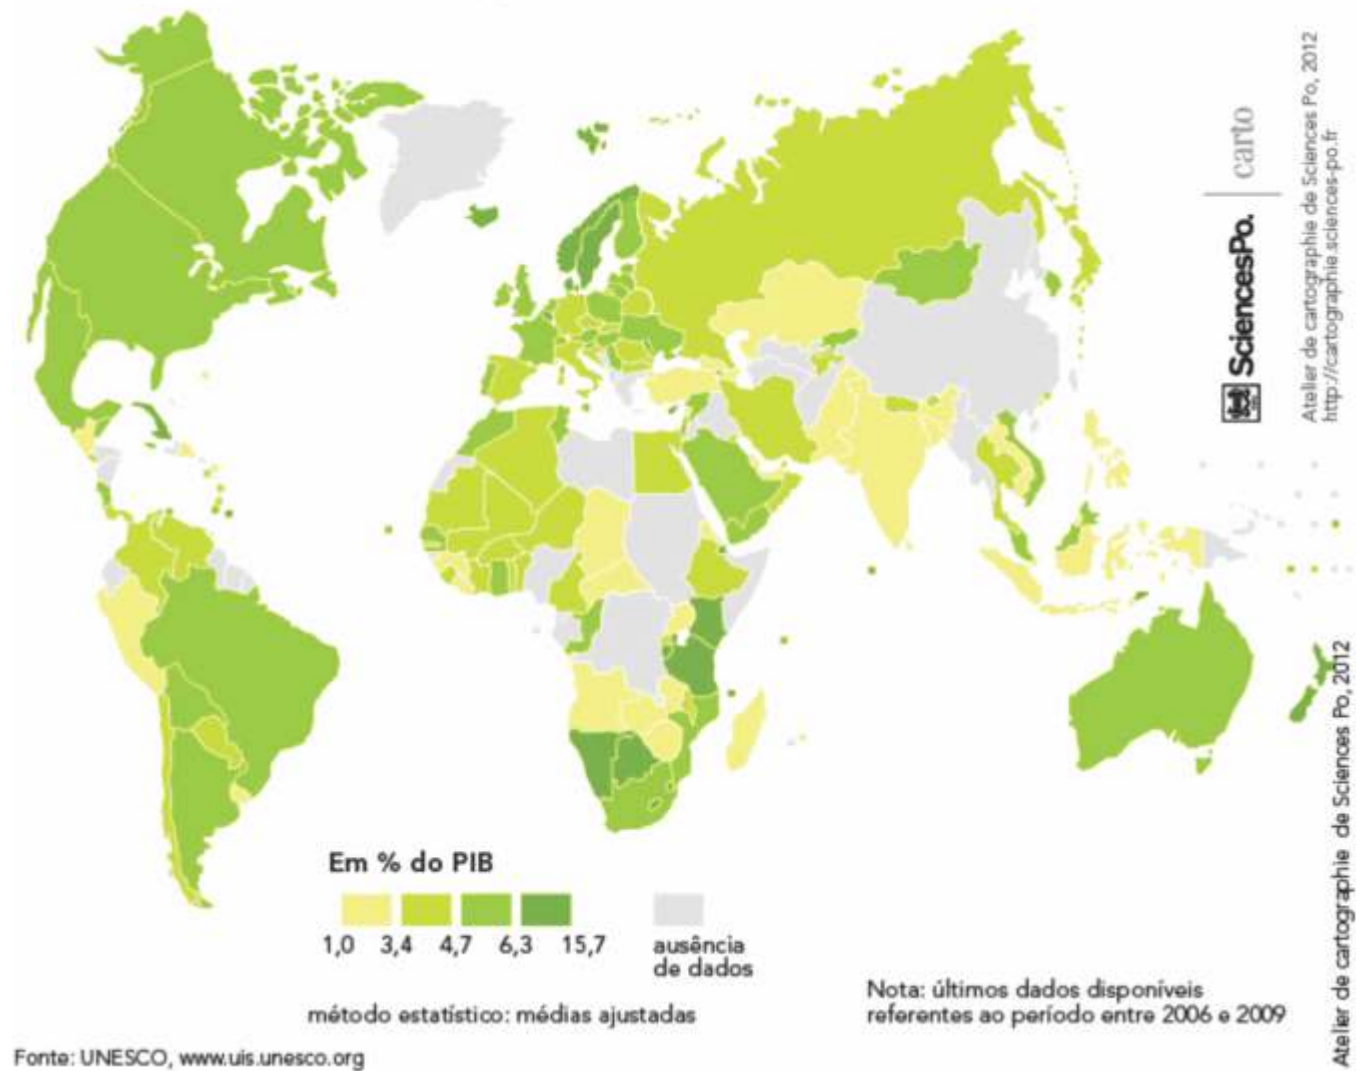 SciencesPo. | carto
Atelier de cartographie de Sciences Po, 2012
http://cartographie.sciences-po.fr
Em % do PIB
1,0 3,4 4,7 6,3 15,7
ausência
de dados
método estatístico: médias ajustadas
Nota: últimos dados disponíveis
referentes ao período entre 2006 e 2009
Fonte: UNESCO, www.uis.unesco.org
Atelier de cartographie de Sciences Po, 2012